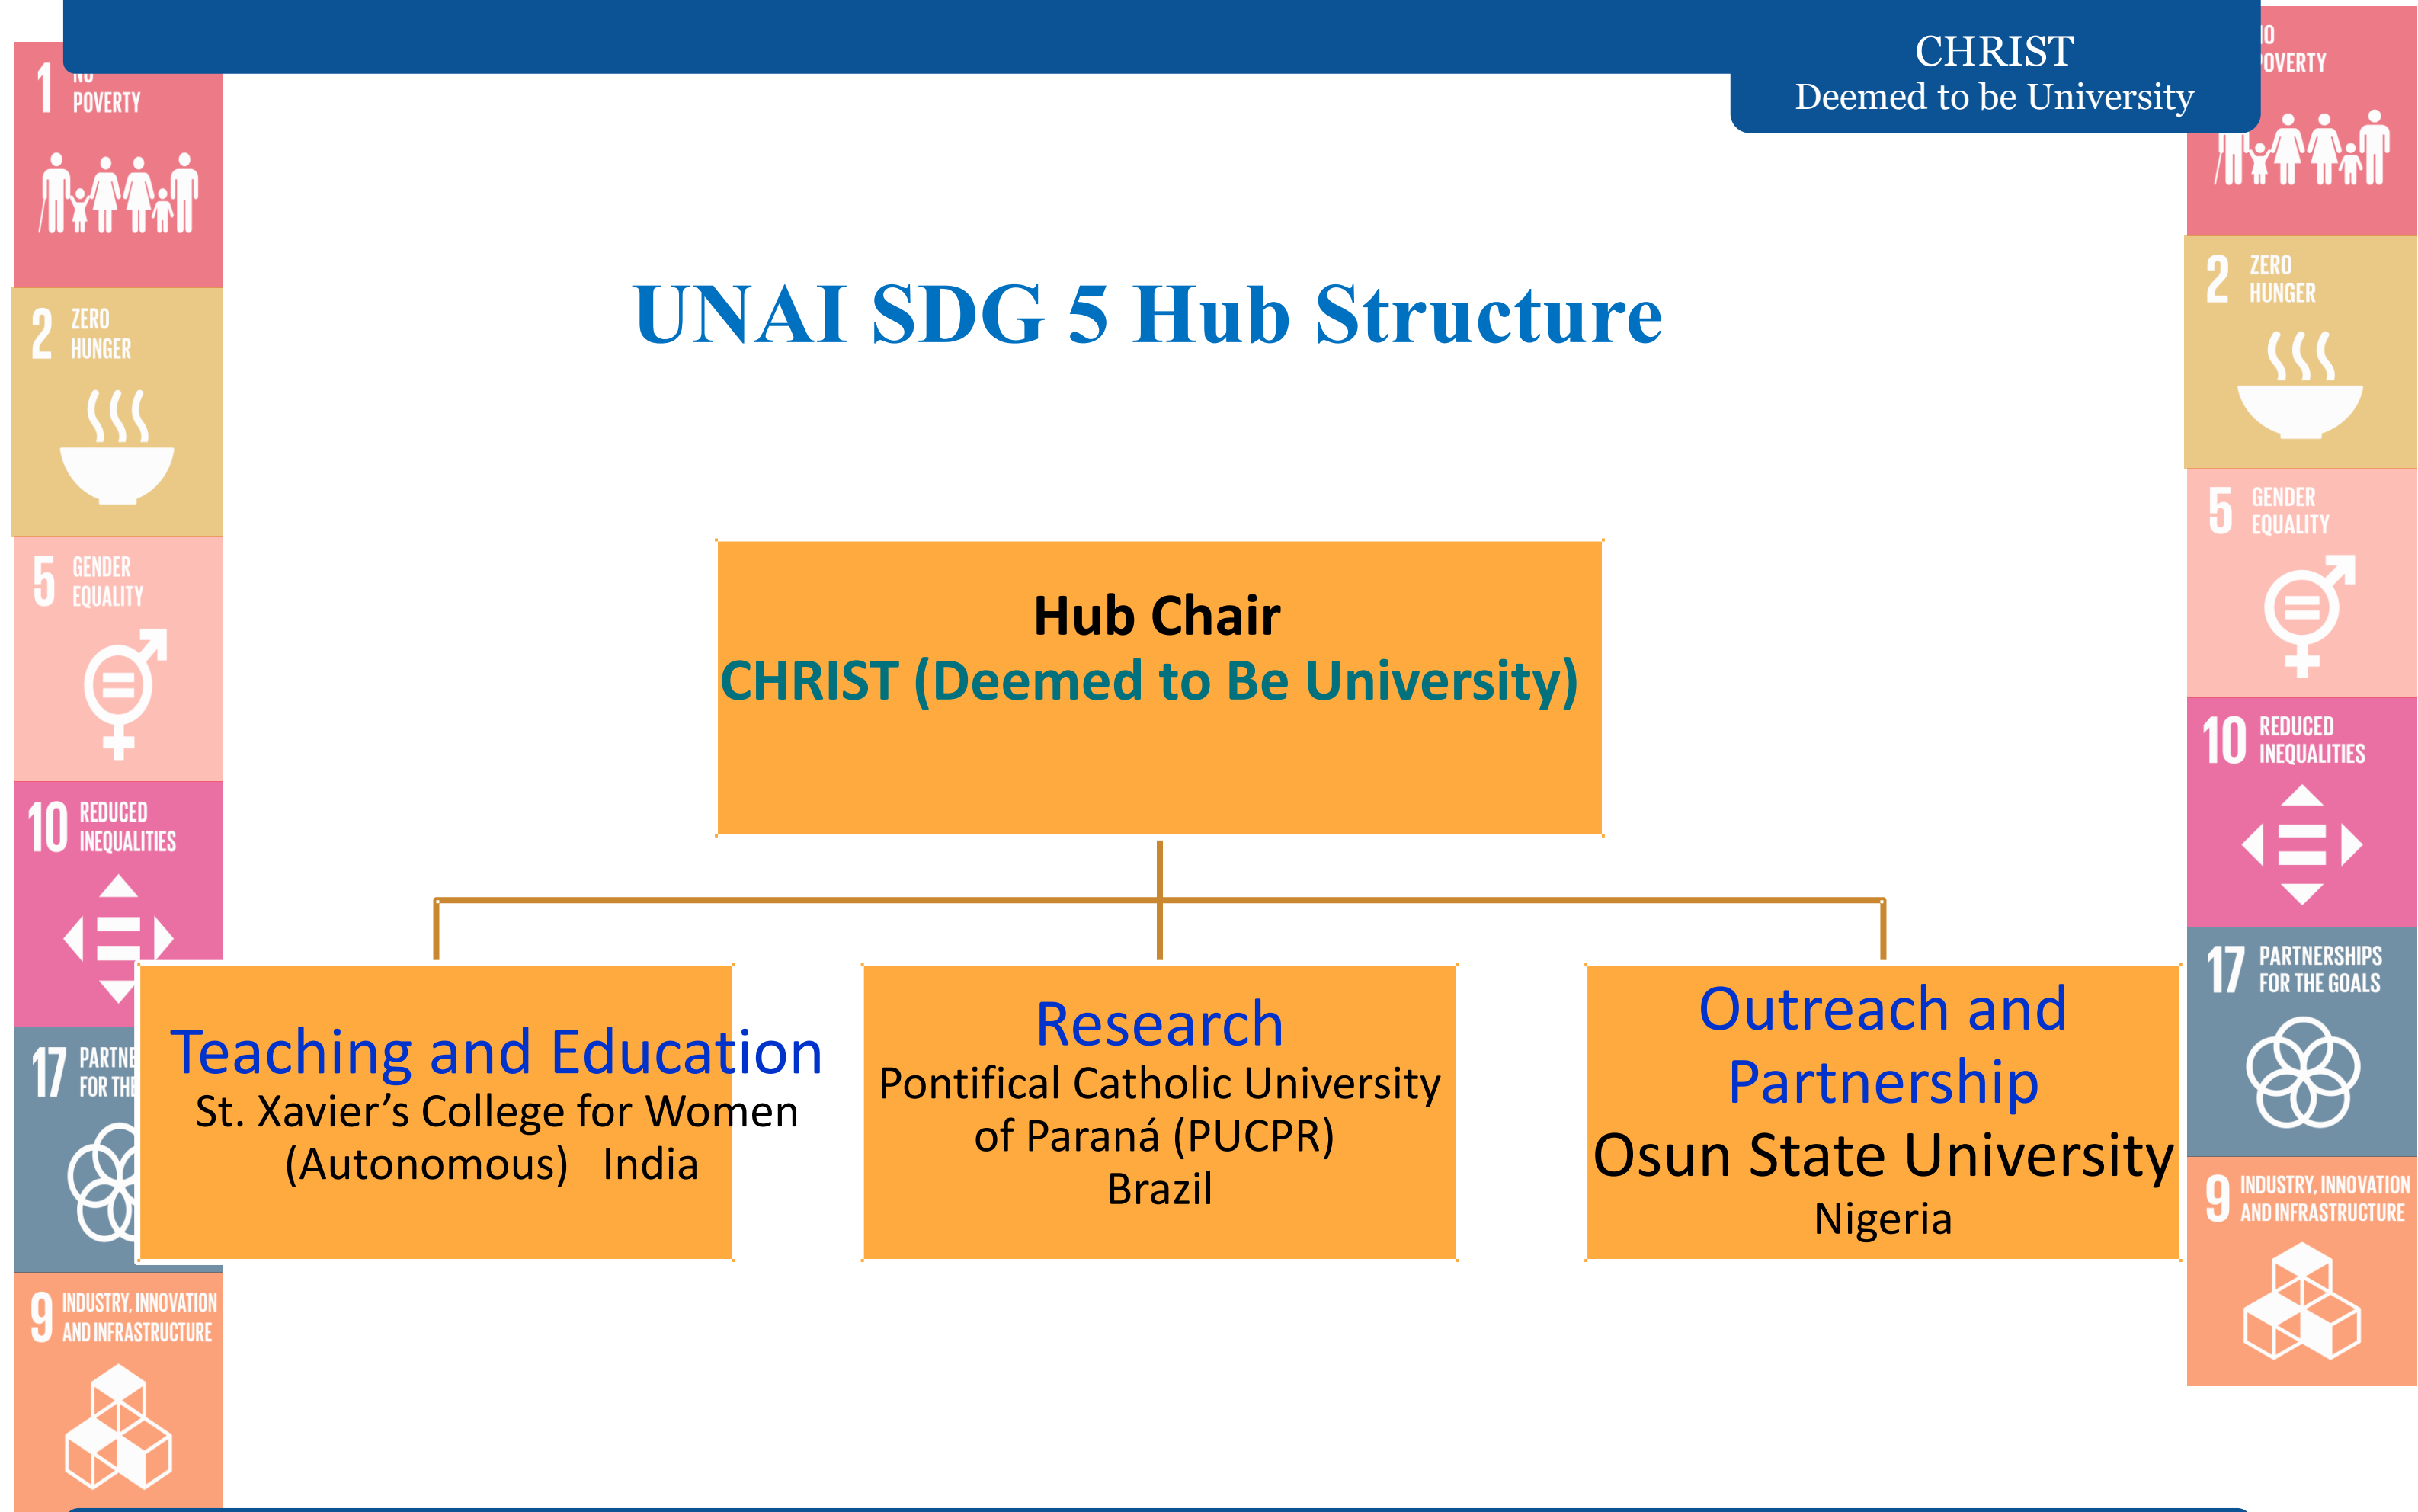 CHRIST
Deemed to be University
1
POVERTY
2 ZERO
HUNGER
5 GENDER
EQUALITY
10 REDUCED
INEQUALITIES
17
FOR
9 INDUSTRY, INNOVATION
AND INFRASTRUCTURE
UNAI SDG 5 Hub Structure
Hub Chair
CHRIST (Deemed to Be University)
Teaching and Education
St. Xavier’s College for Women
(Autonomous) India
Research
Pontifical Catholic University
of Paraná (PUCPR)
Brazil
Outreach and
Partnership
Osun State University
Nigeria
2 ZERO
HUNGER
5 GENDER
EQUALITY
10 REDUCED
INEQUALITIES
17 PARTNERSHIPS
FOR THE GOALS
9 INDUSTRY, INNOVATION
AND INFRASTRUCTURE